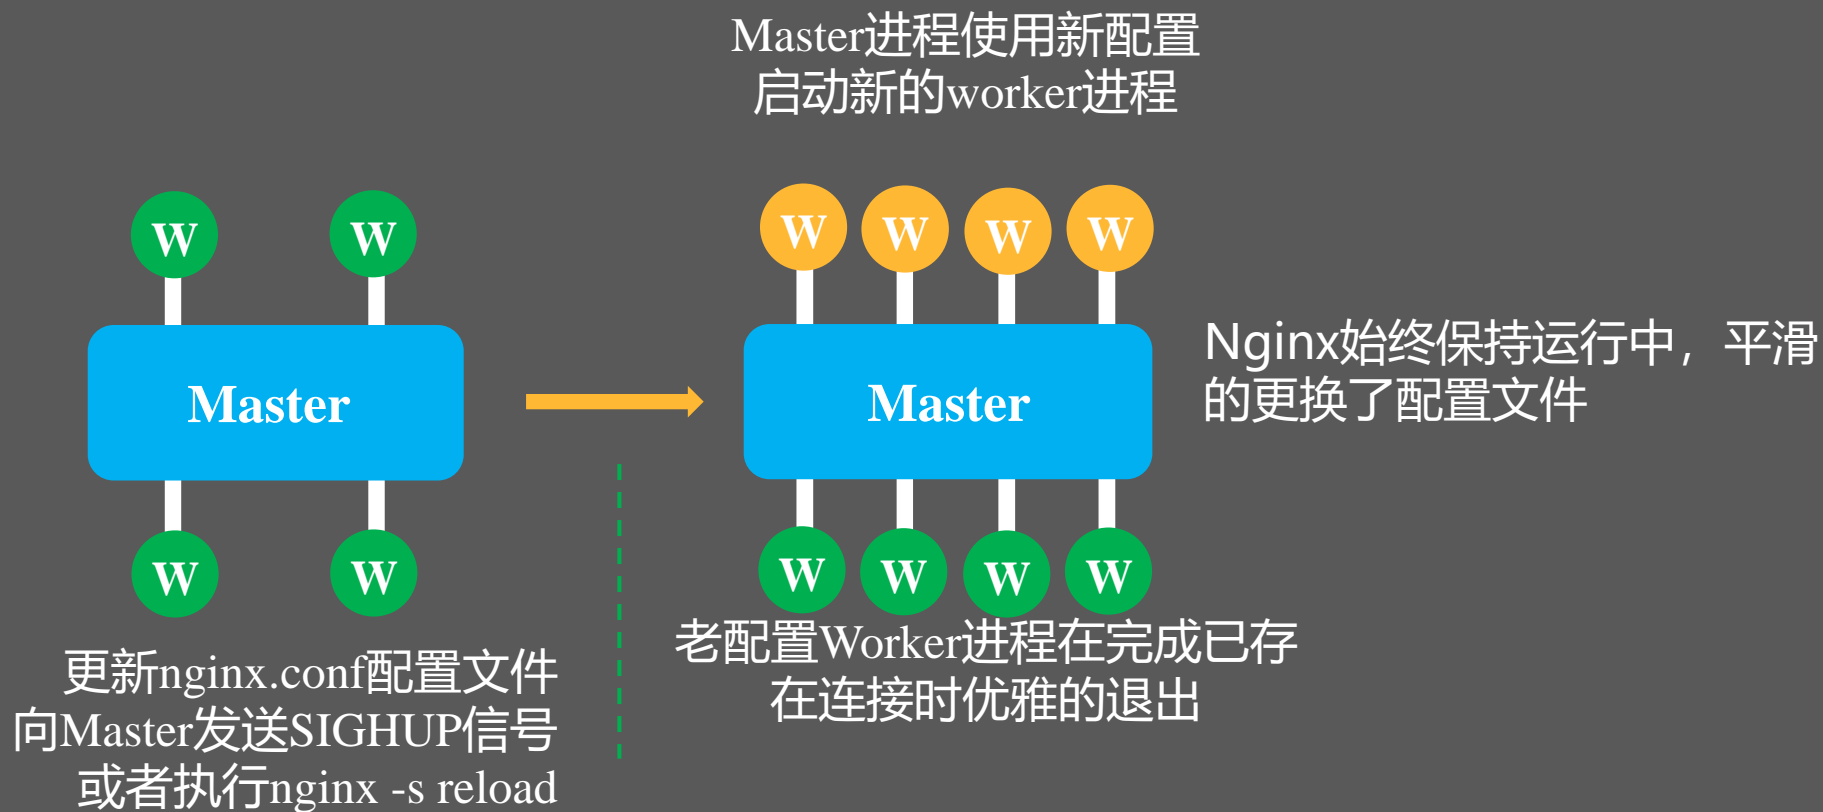 Master进程使用新配置
启动新的worker进程
W
W
Master
W
W
更新nginx.conf配置文件
向Master发送SIGHUP信号
或者执行nginx -s reload
W
W
W
W
Master
W
W
W
W
老配置Worker进程在完成已存
在连接时优雅的退出
Nginx始终保持运行中，平滑
的更换了配置文件